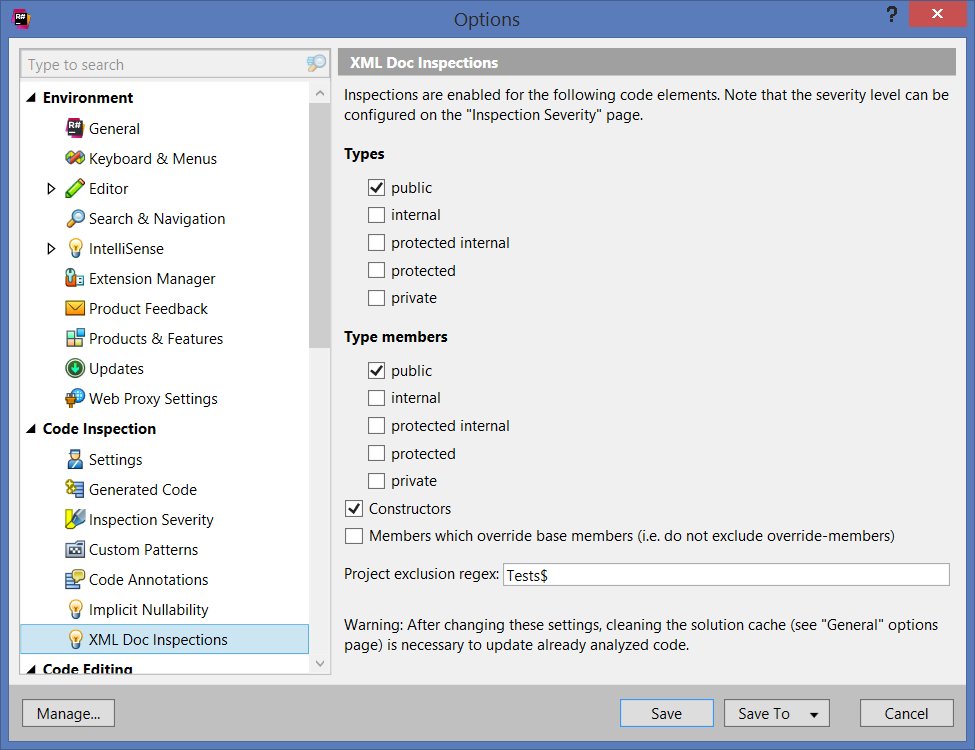 R#
Options
?
Type to search
Environment
R# General
Keyboard & Menus
Editor
Search & Navigation
IntelliSense
Extension Manager
Product Feedback
Products & Features
Updates
Web Proxy Settings
Code Inspection
Settings
Generated Code
Inspection Severity
Custom Patterns
Code Annotations
Implicit Nullability
XML Doc Inspections
Code Editing
XML Doc Inspections
Inspections are enabled for the following code elements. Note that the severity level can be
configured on the "Inspection Severity" page.
Types
public
internal
protected internal
protected
private
Type members
public
internal
protected internal
protected
private
Constructors
Members which override base members (i.e. do not exclude override-members)
Project exclusion regex: Tests$
Warning: After changing these settings, cleaning the solution cache (see "General" options
page) is necessary to update already analyzed code.
Manage...
Save
Save To
Cancel